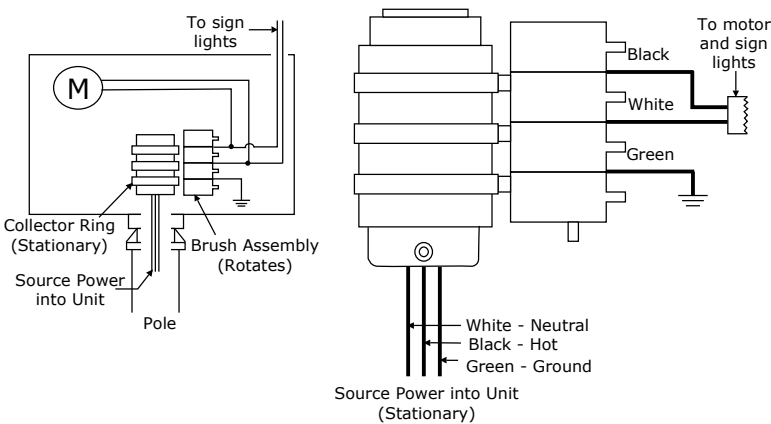 To sign
lights
M
Collector Ring
(Stationary)
Brush Assembly
(Rotates)
Source Power
into Unit
Pole
Black
White
Green
To motor
and sign
lights
White - Neutral
Black - Hot
Green - Ground
Source Power into Unit
(Stationary)